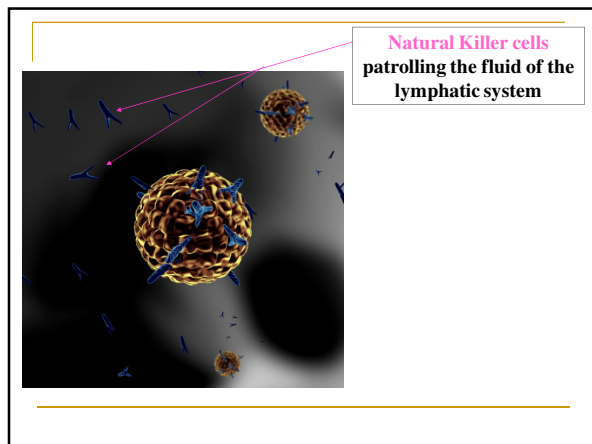 Natural Killer cells
patrolling the fluid of the
lymphatic system